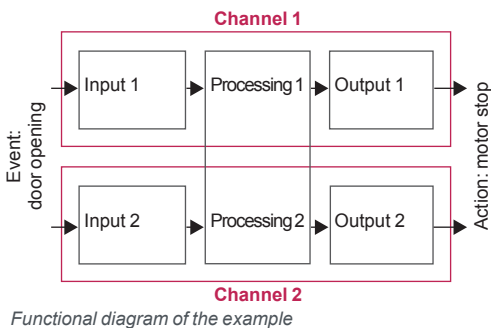 Channel 1
Event:
door opening
Input 1
Processing 1
Output 1
Action: motor stop
Input 2
Processing 2
Output 2
Channel 2
Functional diagram of the example